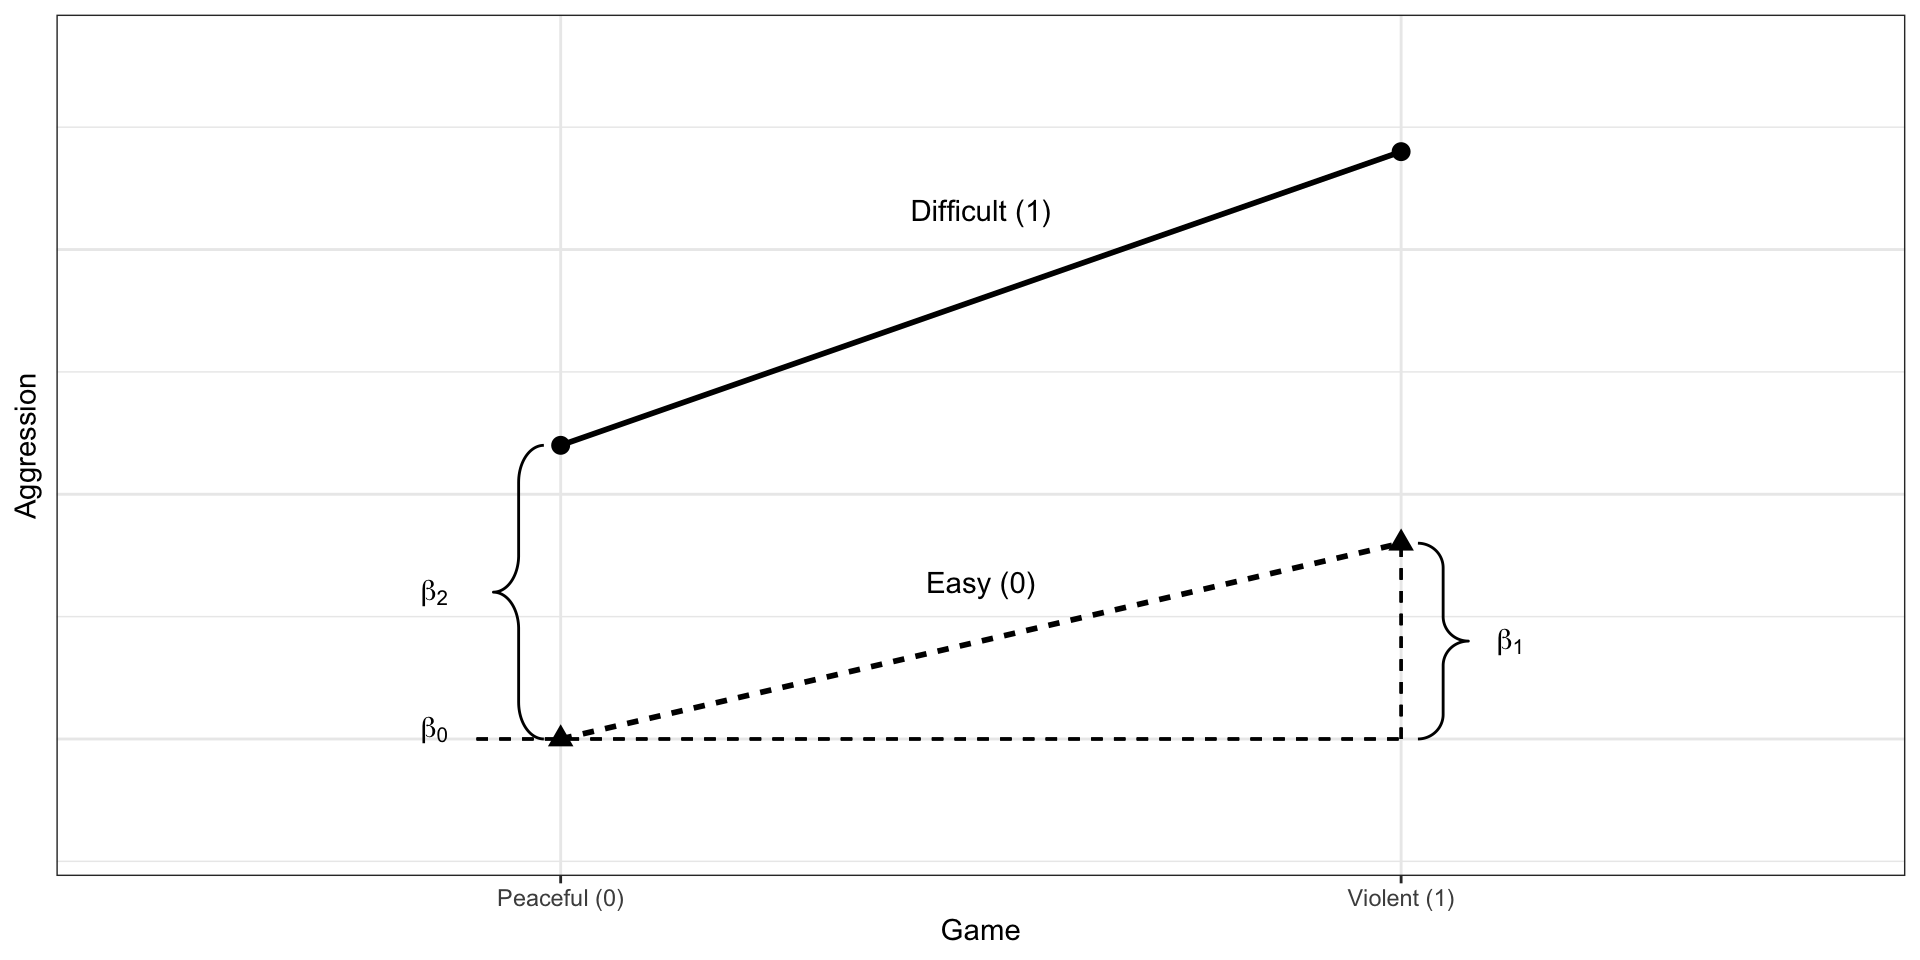 Difficult (1)
Aggression
Easy (0)
β2
β1
β0
Peaceful (0)
Violent (1)
Game